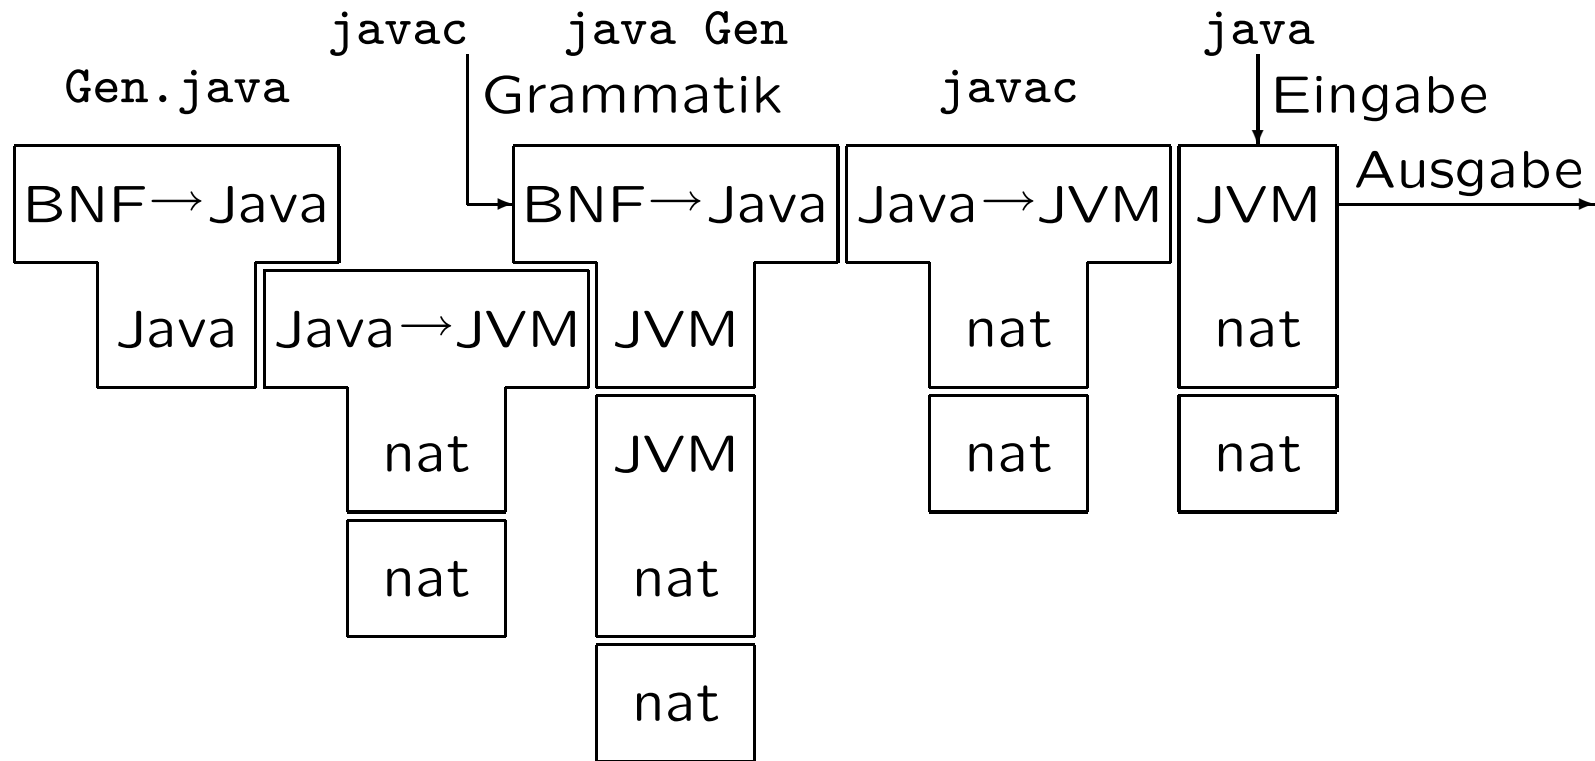 javac java Gen java
Gen.java Grammatik javac Eingabe
BNF→Java BNF→Java Java→JVM JVM Ausgabe
Java Java→JVM JVM nat nat
nat JVM nat nat
nat nat
nat